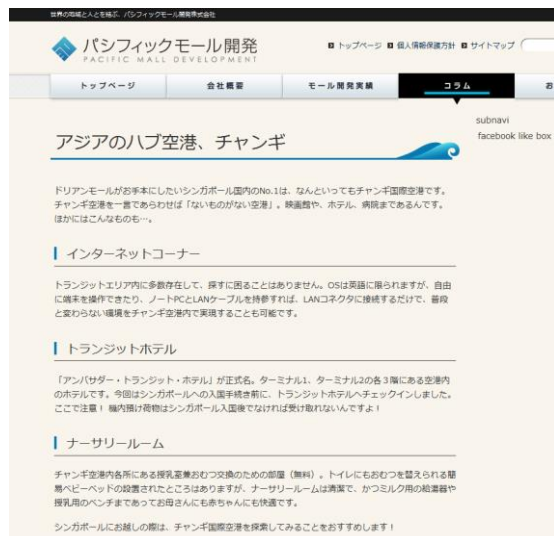 世界の地域と人とを結ぶ、パシフィックモール開発株式会社
パシフィックモール開発
PACIFIC MALL DEVELOPMENT
トップページ 個人情報保護方針 サイトマップ
トップページ 会社概要 モール開発実績 コラム お
subnavi
facebook like box
アジアのハブ空港、チャンギ
ドリアンモールがお手本にしたいシンガポール国内のNo.1は、なんといってもチャンギ国際空港です。
チャンギ空港を一言であらわせば「ないものがない空港」。映画館や、ホテル、病院まであるんです。
ほかにはこんなものも…。
インターネットコーナー
トランジットエリア内に多数存在して、探すに困ることはありません。OSは英語に限られますが、自由
に端末を操作できたり、ノートPCとLANケーブルを持参すれば、LANコネクタに接続するだけで、普段
と変わらない環境をチャンギ空港内で実現することも可能です。
トランジットホテル
「アンバサダー・トランジット・ホテル」が正式名。ターミナル1、ターミナル2の各3階にある空港内
のホテルです。今回はシンガポールへの入国手続き前に、トランジットホテルへチェックインしました。
ここで注意！ 機内預け荷物はシンガポール入国後でなければ受け取れないんですよ！
ナーサリールーム
チャンギ空港内各所にある授乳室兼おむつ交換のための部屋（無料）。トイレにもおむつを替えられる簡
易ベビーベッドの設置されたところはありますが、ナーサリールームは清潔で、かつミルク用の給湯器や
授乳用のベンチまであってお母さんにも赤ちゃんにも快適です。
シンガポールにお越しの際は、チャンギ国際空港を探索してみることをおすすめします！